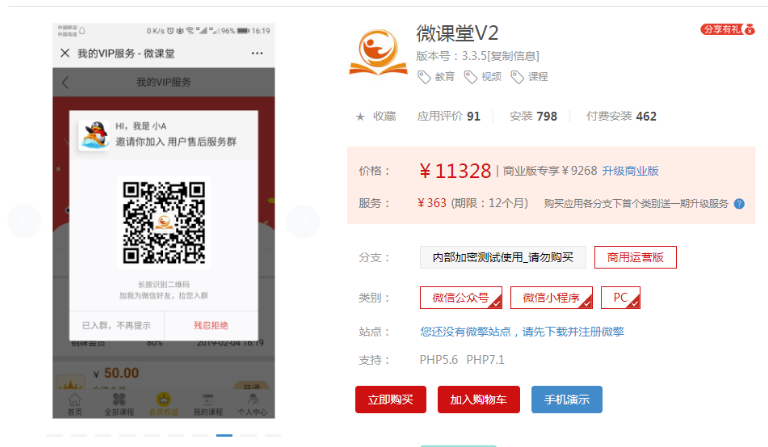 0 K/s 96% 16:19
我的VIP服务 - 微课堂
我的VIP服务
HI，我是 小A
邀请你加入 用户售后服务群
长按识别二维码
加我为微信好友，拉您入群
已入群，不再提示
残忍拒绝
80% 2019-02-04 16:19
¥ 50.00
首页
全部课程
我的课程
个人中心
微课堂V2
分享有礼
版本号：3.3.5[复制信息]
教育 视频 课程
★ 收藏 应用评价 91 安装 798 付费安装 462
价格： ￥11328 | 商业版专享￥9268 升级商业版
服务： ￥363 (期限：12个月) 购买应用各分支下首个类别送一期升级服务 ?
分支： 内部加密测试使用_请勿购买 商用运营版
类别： 微信公众号 微信小程序 PC
站点： 您还没有微擎站点，请先下载并注册微擎
支持： PHP5.6 PHP7.1
立即购买 加入购物车 手机演示